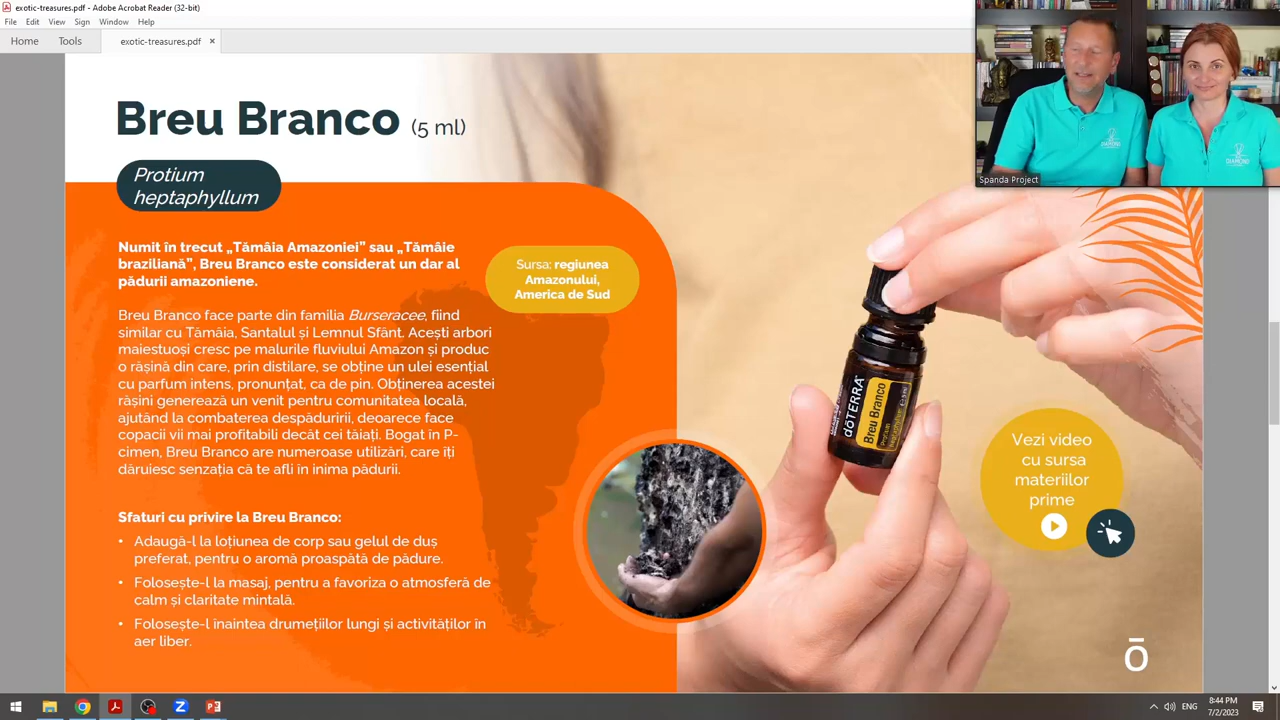 exotic-treasures.pdf - Adobe Acrobat Reader (32-bit)
File Edit View Sign Window Help
Home Tools exotic-treasures.pdf ×
Breu Branco (5 ml)
Protium
heptaphyllum
Numit în trecut „Tămâia Amazoniei” sau „Tămâie
braziliană”, Breu Branco este considerat un dar al
pădurii amazoniene.
Sursa: regiunea
Amazonului,
America de Sud
Breu Branco face parte din familia Burseracee, fiind
similar cu Tămâia, Santalul și Lemnul Sfânt. Acești arbori
maiestuoși cresc pe malurile fluviului Amazon și produc
o rășină din care, prin distilare, se obține un ulei esențial
cu parfum intens, pronunțat, ca de pin. Obținerea acestei
rășini generează un venit pentru comunitatea locală,
ajutând la combaterea despăduririi, deoarece face
copacii vii mai profitabili decât cei tăiați. Bogat în P-
cimen, Breu Branco are numeroase utilizări, care îți
dăruiesc senzația că te afli în inima pădurii.
Sfaturi cu privire la Breu Branco:
• Adaugă-l la loțiunea de corp sau gelul de duș
preferat, pentru o aromă proaspătă de pădure.
• Folosește-l la masaj, pentru a favoriza o atmosferă de
calm și claritate mintală.
• Folosește-l înaintea drumețiilor lungi și activităților în
aer liber.
dōTERRA
Breu Branco
Vezi video
cu sursa
materiilor
prime
ō
DIAMOND
DIAMOND
Spanda Project
ENG
8:44 PM
7/2/2023